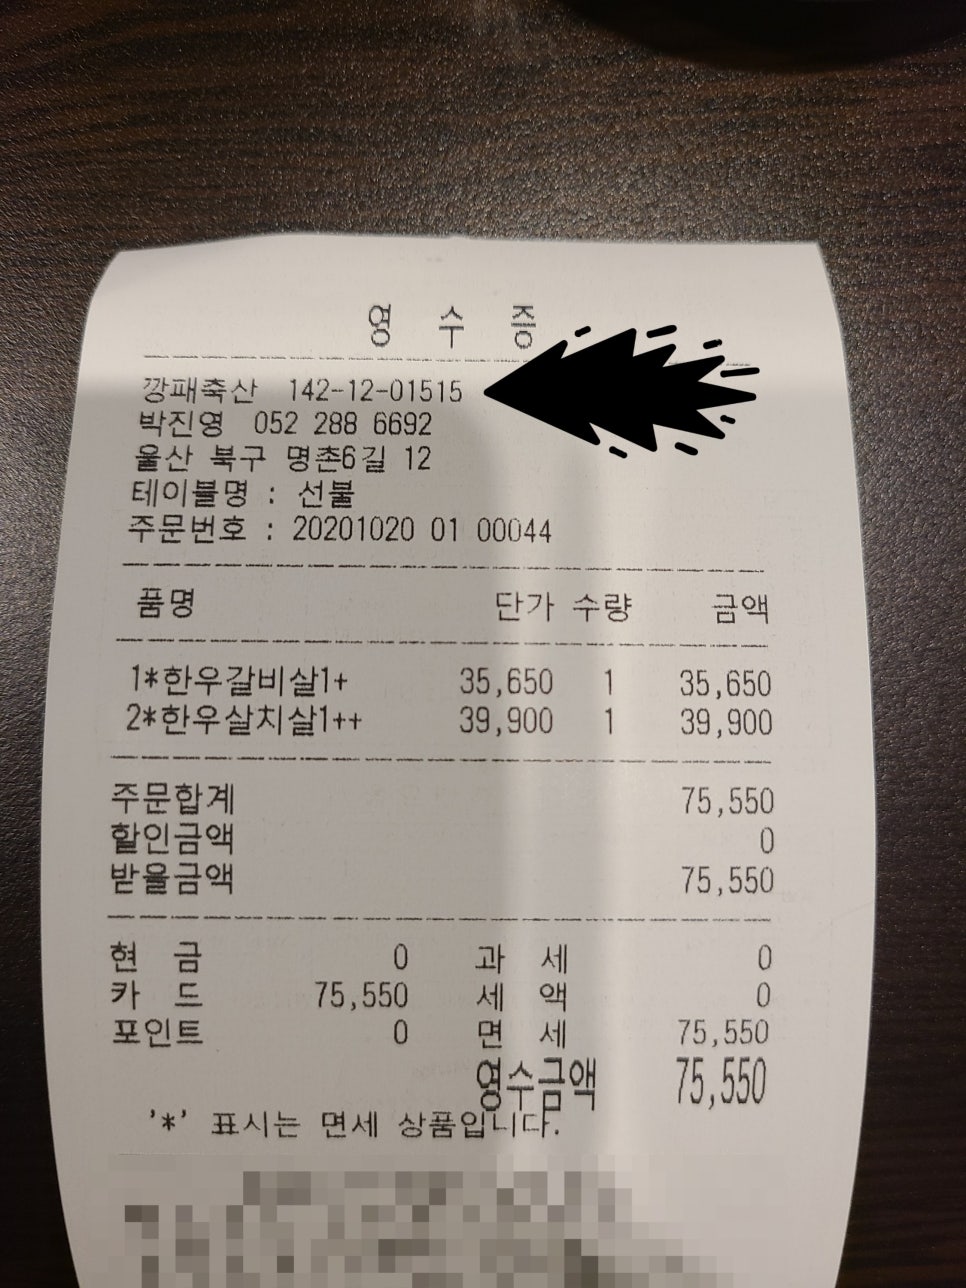 영 수 증
깡패축산 142-12-01515
박진영 052 288 6692
울산 북구 명촌6길 12
테이블명 : 선불
주문번호 : 20201020 01 00044
품명 단가 수량 금액
1*한우갈비살1+ 35,650 1 35,650
2*한우살치살1++ 39,900 1 39,900
주문합계 75,550
할인금액 0
받을금액 75,550
현 금 0 과 세 0
카 드 75,550 세 액 0
포인트 0 면 세 75,550
영수금액 75,550
'*' 표시는 면세 상품입니다.